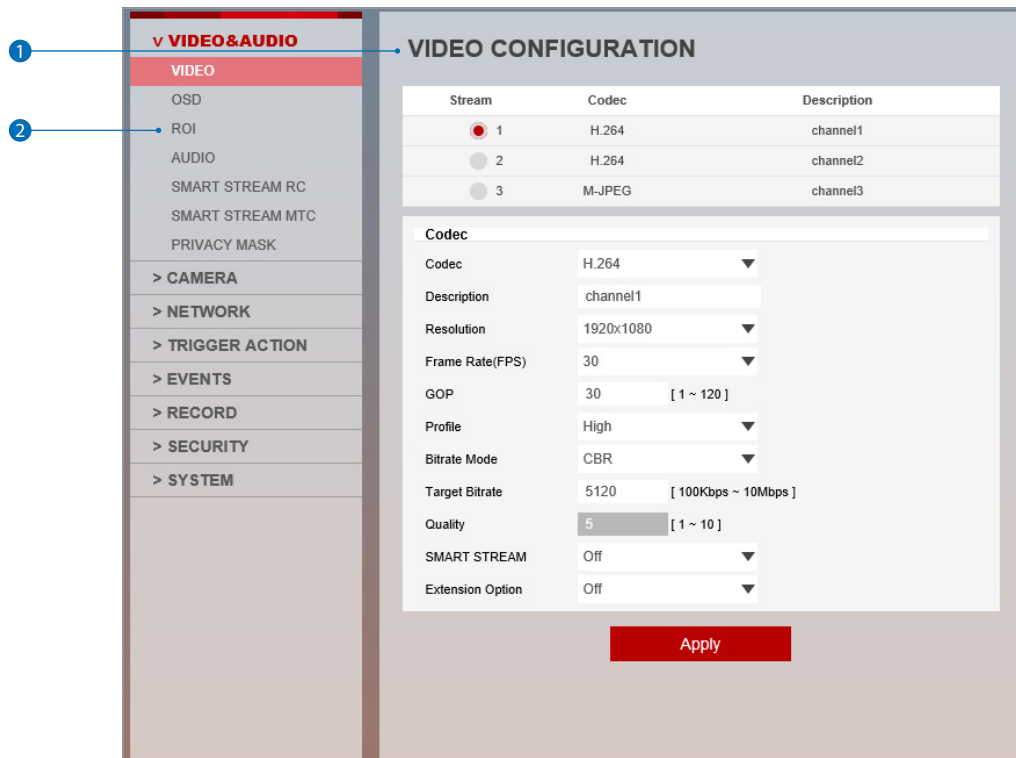 1
2
v VIDEO&AUDIO
VIDEO
OSD
ROI
AUDIO
SMART STREAM RC
SMART STREAM MTC
PRIVACY MASK
> CAMERA
> NETWORK
> TRIGGER ACTION
> EVENTS
> RECORD
> SECURITY
> SYSTEM
VIDEO CONFIGURATION
Stream Codec Description
1 H.264 channel1
2 H.264 channel2
3 M-JPEG channel3
Codec
Codec H.264
Description channel1
Resolution 1920x1080
Frame Rate(FPS) 30
GOP 30 [ 1 ~ 120 ]
Profile High
Bitrate Mode CBR
Target Bitrate 5120 [ 100Kbps ~ 10Mbps ]
Quality 5 [ 1 ~ 10 ]
SMART STREAM Off
Extension Option Off
Apply